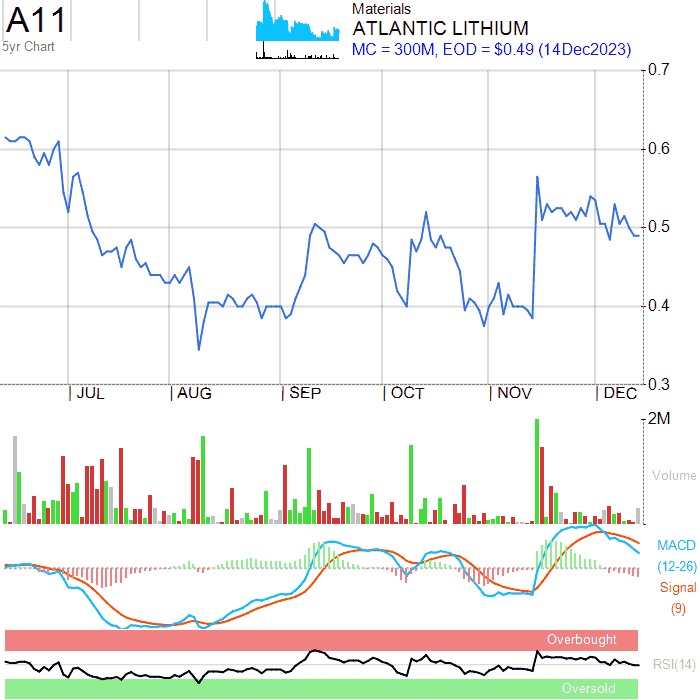 A11
5yr Chart
Materials
ATLANTIC LITHIUM
MC = 300M, EOD = $0.49 (14Dec2023)
0.7
0.6
0.5
0.4
0.3
JUL AUG SEP OCT NOV DEC
2M
Volume
MACD
(12-26)
Signal
(9)
Overbought
RSI(14)
Oversold